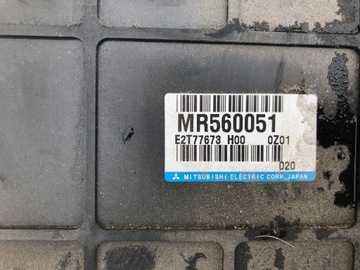 MR560051
E2T77673 H00 0Z01
020
MITSUBISHI ELECTRIC CORP. JAPAN